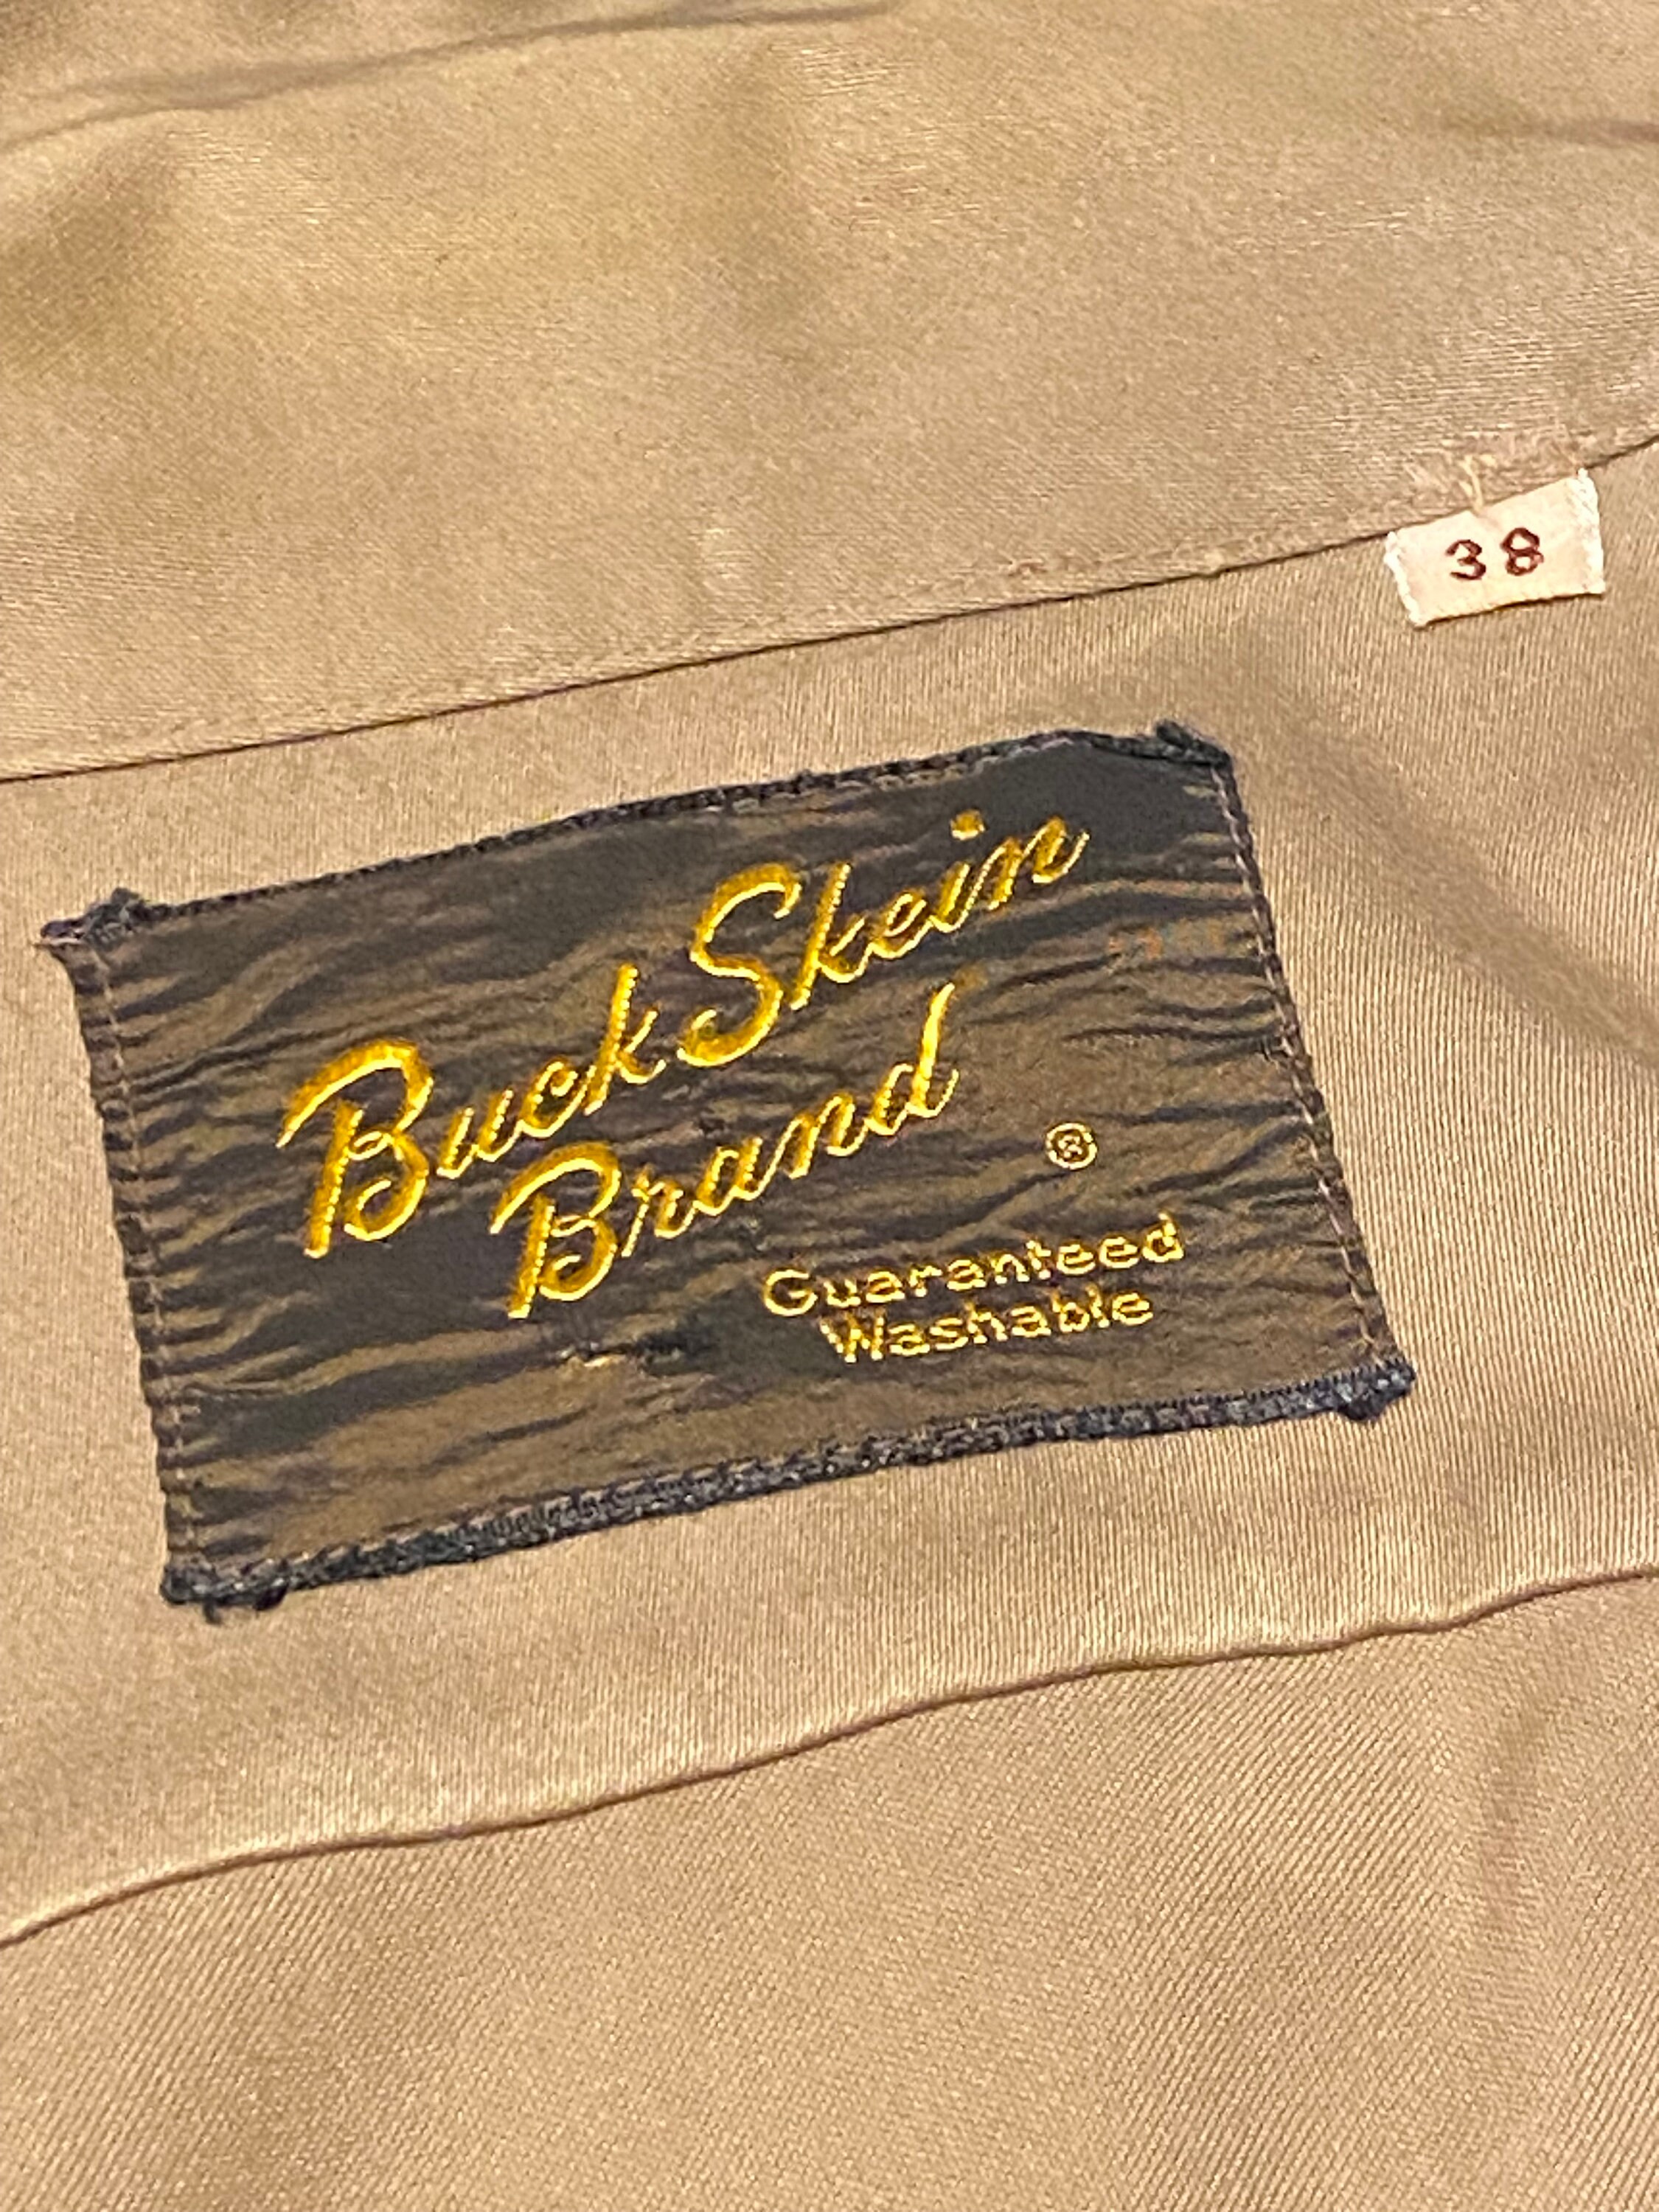 38
Buck Skein
Brand
®
Guaranteed
Washable